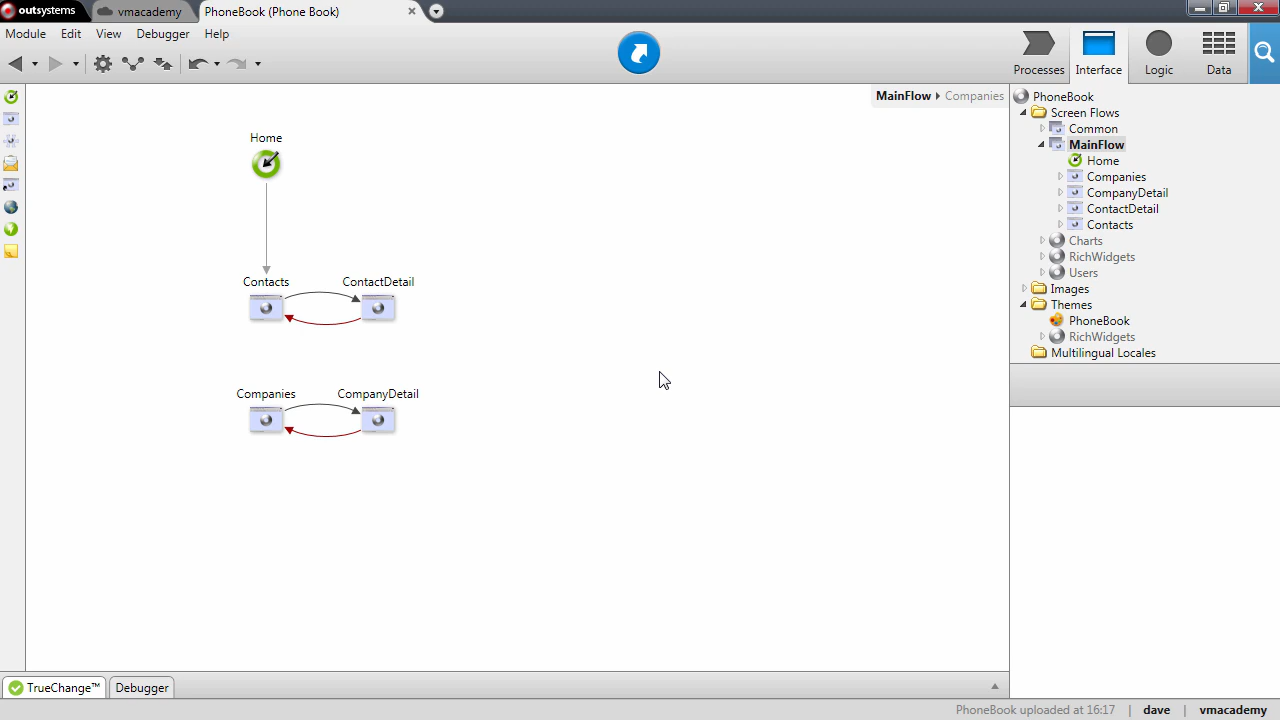 outsystems
vmacademy
PhoneBook (Phone Book)
Module Edit View Debugger Help
Processes Interface Logic Data
MainFlow Companies
Home
Contacts ContactDetail
Companies CompanyDetail
PhoneBook
Screen Flows
Common
MainFlow
Home
Companies
CompanyDetail
ContactDetail
Contacts
Charts
RichWidgets
Users
Images
Themes
PhoneBook
RichWidgets
Multilingual Locales
TrueChange™ Debugger
PhoneBook uploaded at 16:17 | dave | vmacademy